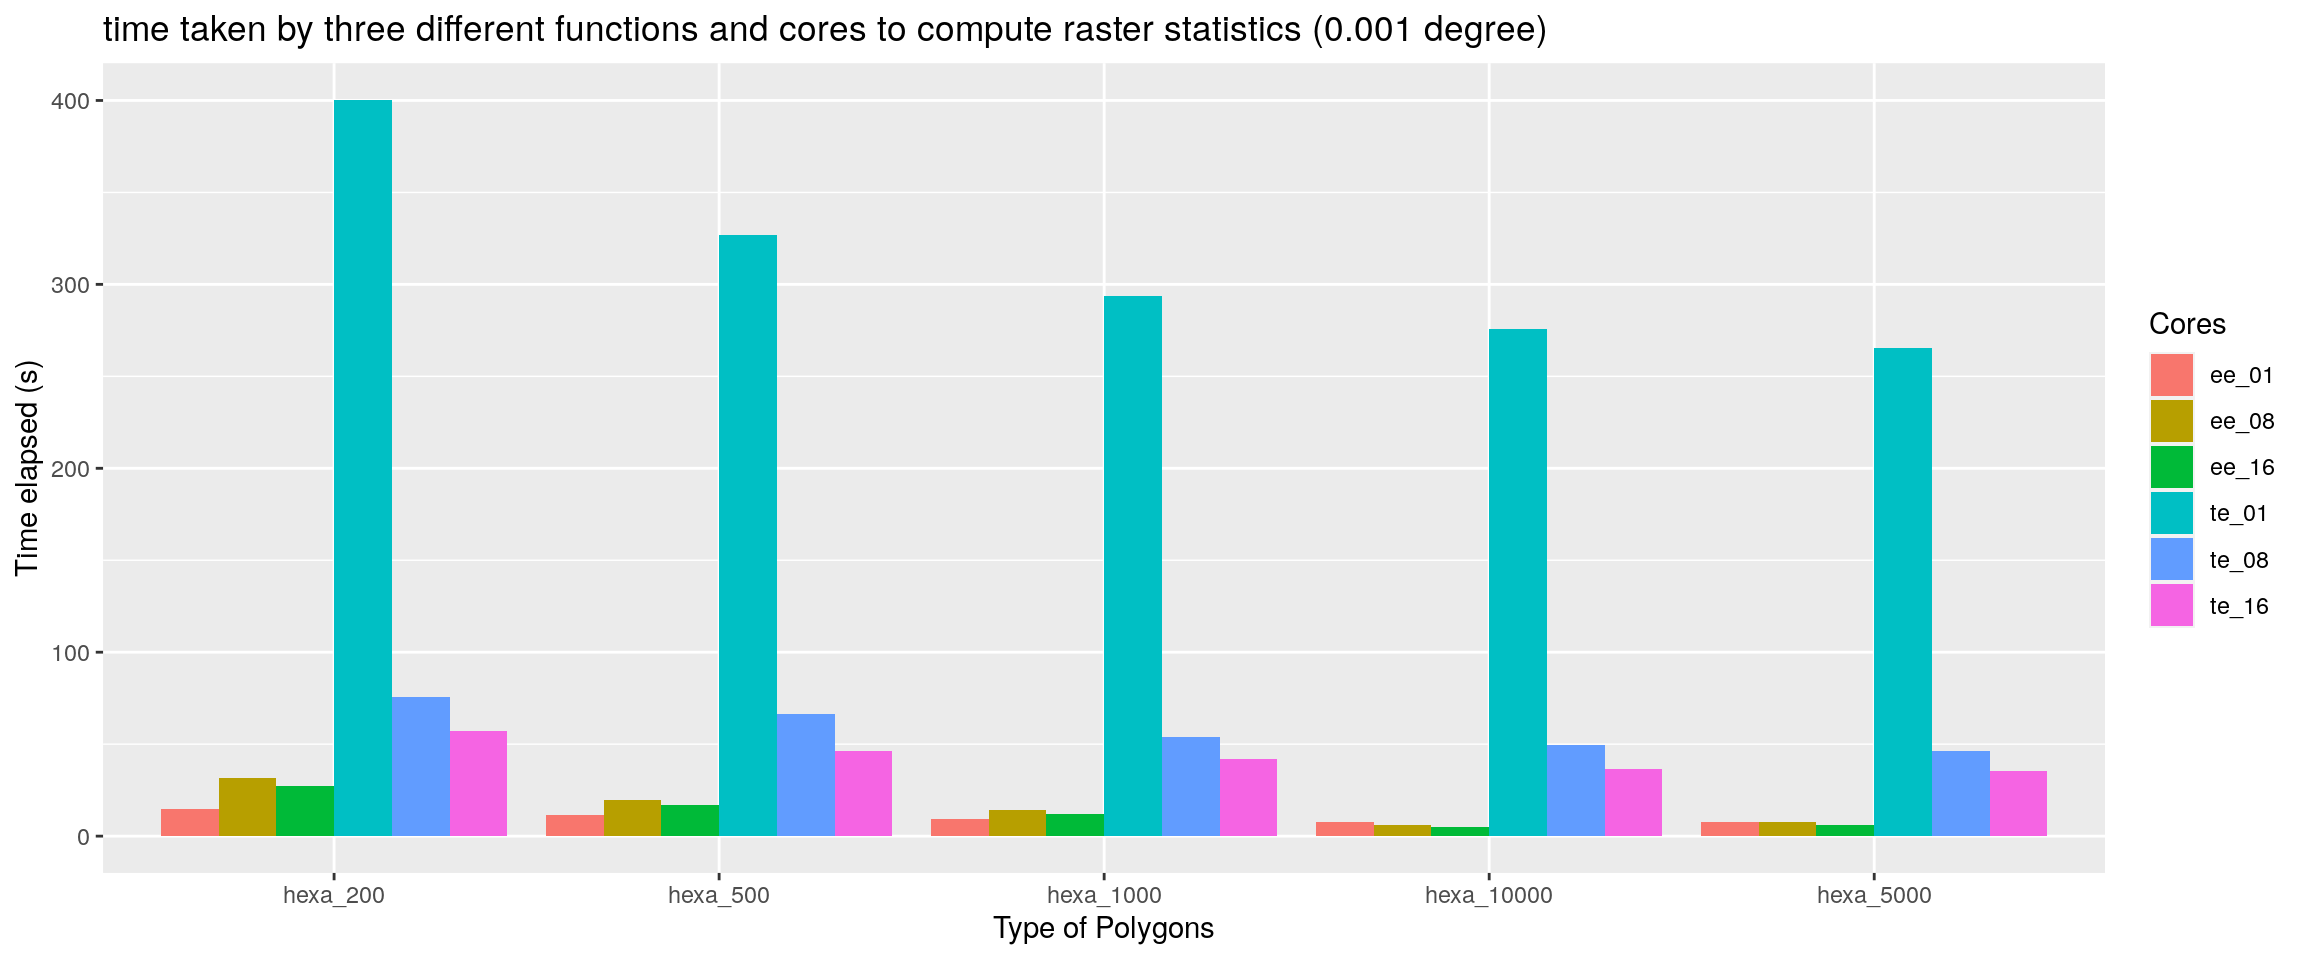 time taken by three different functions and cores to compute raster statistics (0.001 degree)
Time elapsed (s)
400
300
200
100
0
hexa_200 hexa_500 hexa_1000 hexa_10000 hexa_5000
Type of Polygons
Cores
ee_01
ee_08
ee_16
te_01
te_08
te_16